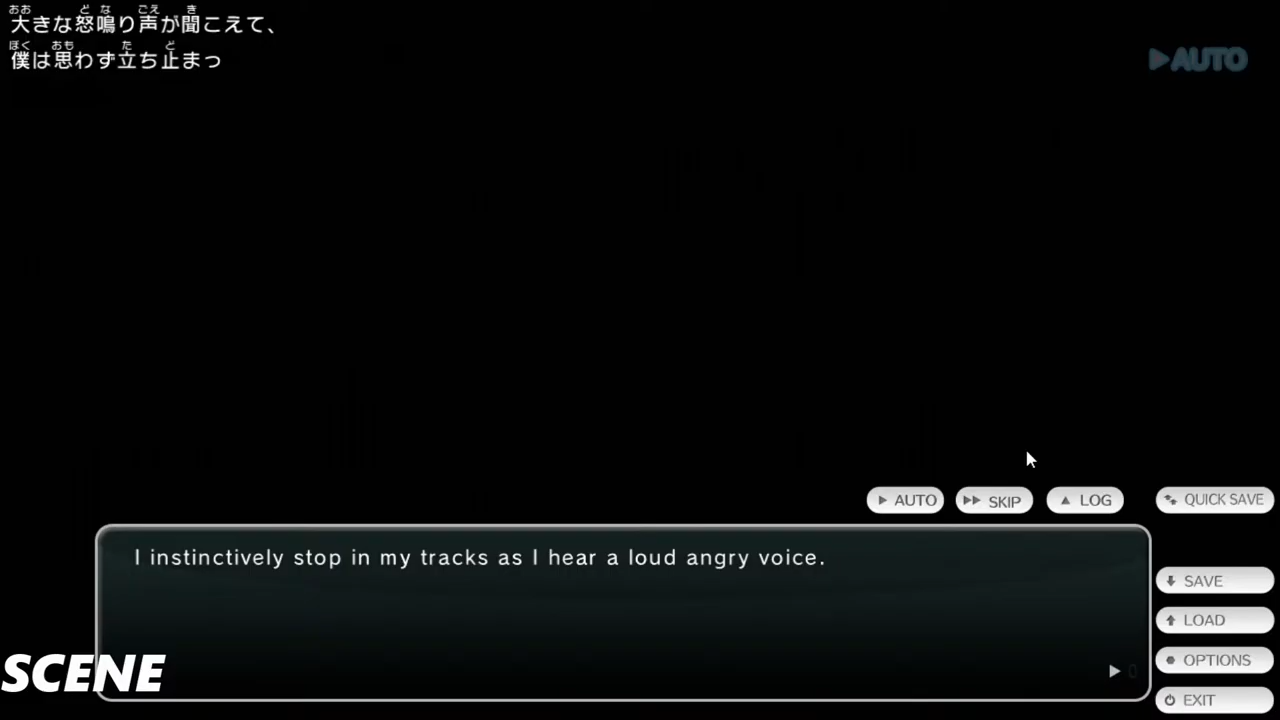 大きな怒鳴り声が聞こえて、
僕は思わず立ち止まっ
AUTO
AUTO
SKIP
LOG
QUICK SAVE
I instinctively stop in my tracks as I hear a loud angry voice.
SAVE
LOAD
OPTIONS
EXIT
SCENE